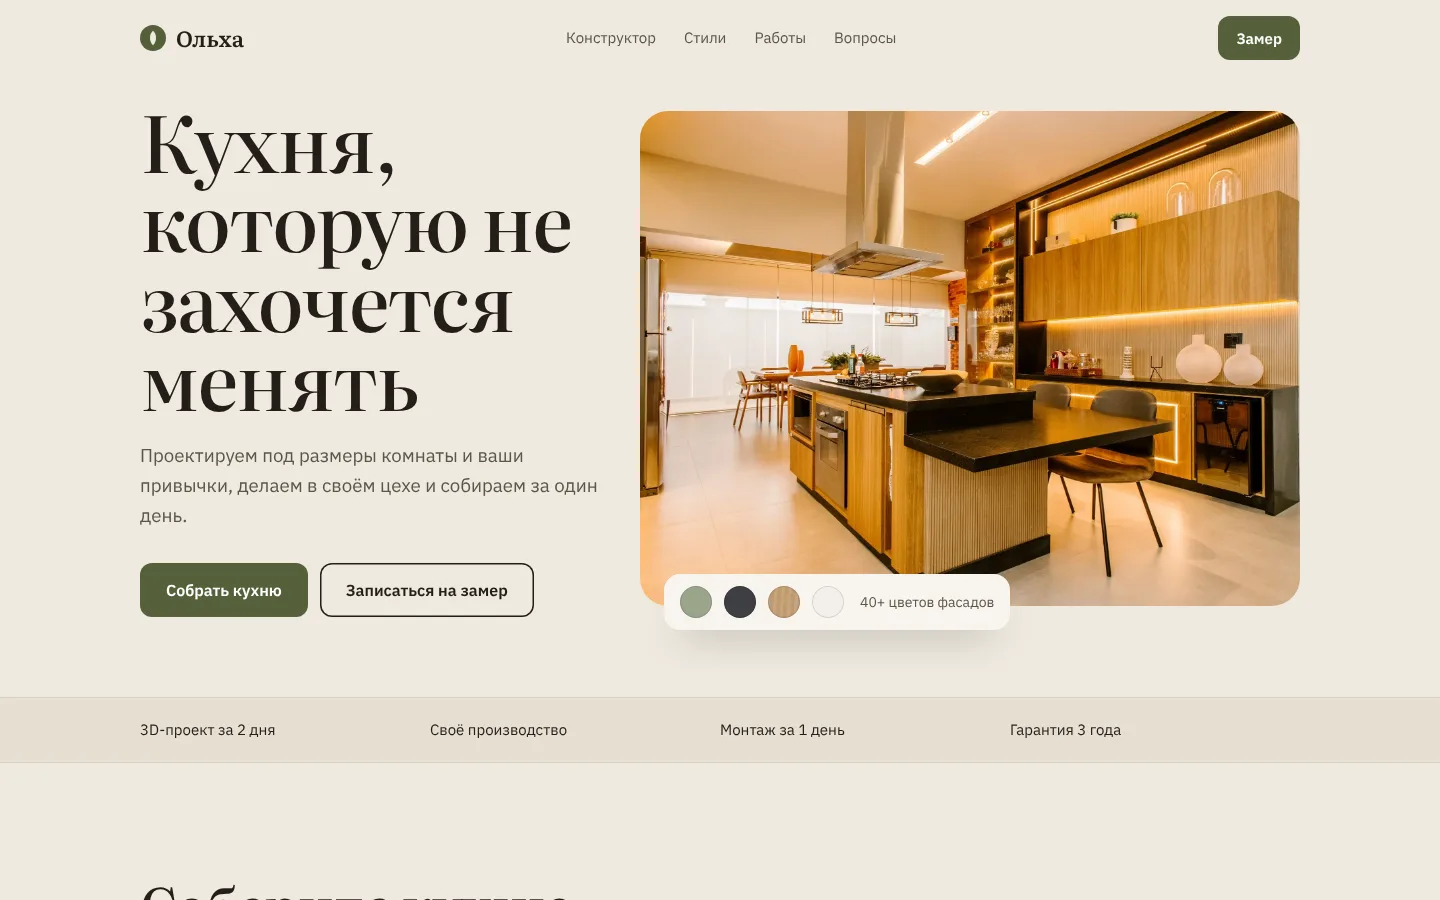 Ольха
Конструктор
Стили
Работы
Вопросы
Замер
Кухня,
которую не
захочется
менять
Проектируем под размеры комнаты и ваши
привычки, делаем в своём цехе и собираем за один
день.
Собрать кухню
Записаться на замер
40+ цветов фасадов
3D-проект за 2 дня
Своё производство
Монтаж за 1 день
Гарантия 3 года